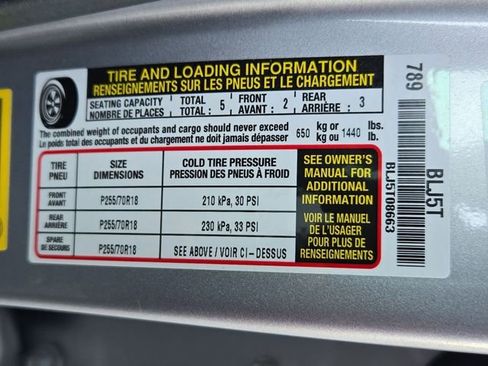 TIRE AND LOADING INFORMATION
RENSEIGNEMENTS SUR LES PNEUS ET LE CHARGEMENT
SEATING CAPACITY TOTAL : 5 FRONT : 2 REAR : 3
NOMBRE DE PLACES TOTAL : AVANT : ARRIÈRE :
The combined weight of occupants and cargo should never exceed 650 kg or 1440 lbs.
Le poids total des occupants et du chargement ne doit jamais dépasser kg ou lb.
TIRE SIZE COLD TIRE PRESSURE
PNEU DIMENSIONS PRESSION DES PNEUS À FROID
FRONT
AVANT P255/70R18 210 kPa, 30 PSI
REAR
ARRIÈRE P255/70R18 230 kPa, 33 PSI
SPARE
DE SECOURS P255/70R18 SEE ABOVE / VOIR CI-DESSUS
SEE OWNER'S
MANUAL FOR
ADDITIONAL
INFORMATION
VOIR LE MANUEL
DE L'USAGER
POUR PLUS DE
RENSEIGNEMENTS
789
BLJ5T
BLJ5T08663